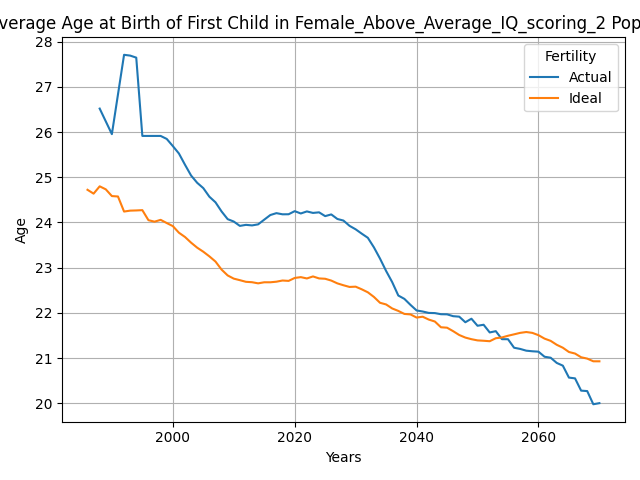 verage Age at Birth of First Child in Female_Above_Average_IQ_scoring_2 Pop
28
27
26
25
24
23
22
21
20
Age
Fertility
Actual
Ideal
2000 2020 2040 2060
Years